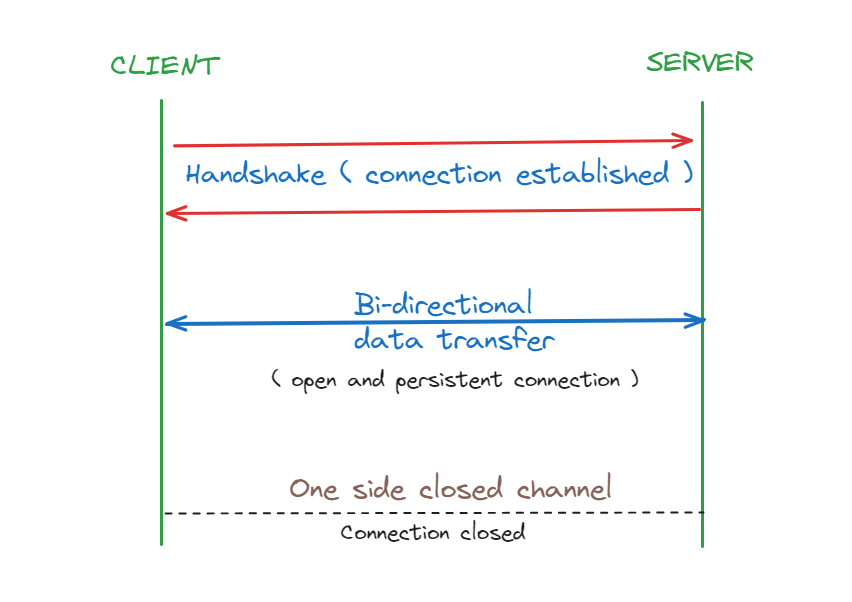 CLIENT
SERVER
Handshake ( connection established )
Bi-directional
data transfer
( open and persistent connection )
One side closed channel
Connection closed